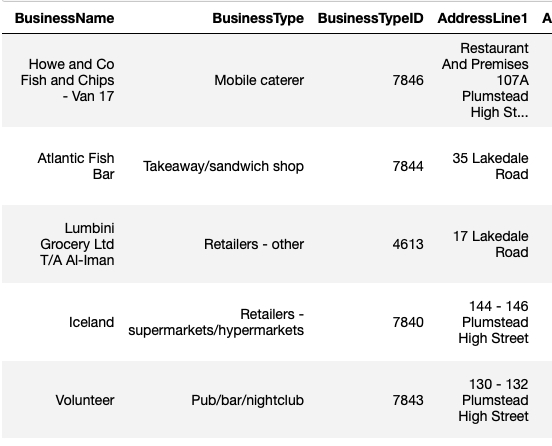 BusinessName BusinessType BusinessTypeID AddressLine1 A
Restaurant
And Premises
107A
Plumstead
High St...
Howe and Co
Fish and Chips
- Van 17
Mobile caterer
7846
Atlantic Fish
Bar
Takeaway/sandwich shop
7844
35 Lakedale
Road
Lumbini
Grocery Ltd
T/A Al-Iman
Retailers - other
4613
17 Lakedale
Road
Iceland
Retailers -
supermarkets/hypermarkets
7840
144 - 146
Plumstead
High Street
Volunteer
Pub/bar/nightclub
7843
130 - 132
Plumstead
High Street